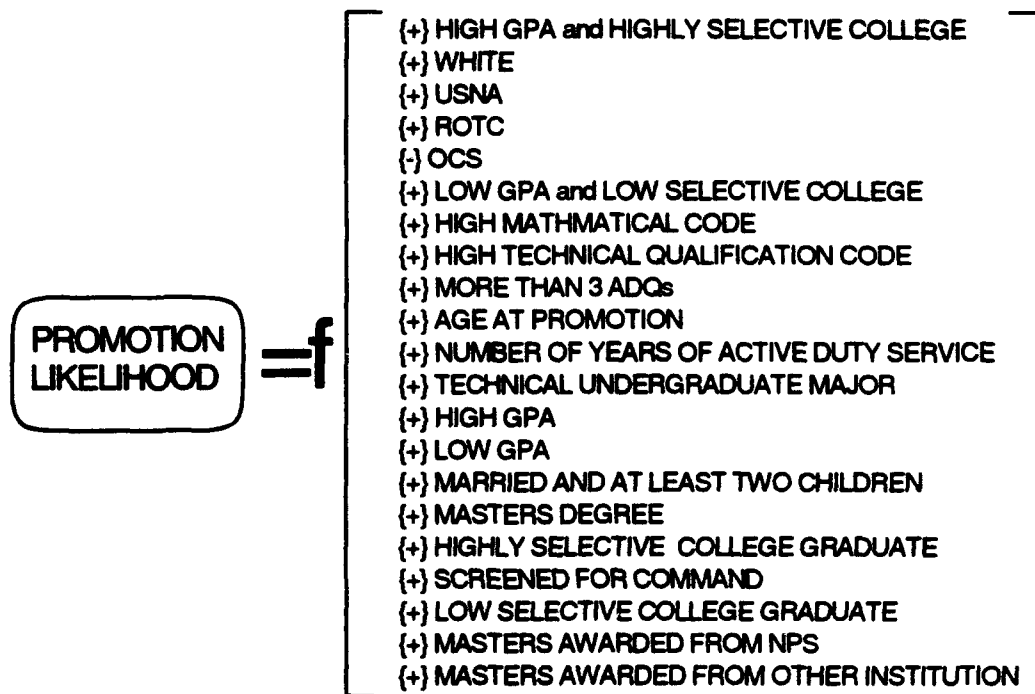 PROMOTION
LIKELIHOOD
=f
{+} HIGH GPA and HIGHLY SELECTIVE COLLEGE
{+} WHITE
{+} USNA
{+} ROTC
{-} OCS
{+} LOW GPA and LOW SELECTIVE COLLEGE
{+} HIGH MATHMATICAL CODE
{+} HIGH TECHNICAL QUALIFICATION CODE
{+} MORE THAN 3 ADQs
{+} AGE AT PROMOTION
{+} NUMBER OF YEARS OF ACTIVE DUTY SERVICE
{+} TECHNICAL UNDERGRADUATE MAJOR
{+} HIGH GPA
{+} LOW GPA
{+} MARRIED AND AT LEAST TWO CHILDREN
{+} MASTERS DEGREE
{+} HIGHLY SELECTIVE COLLEGE GRADUATE
{+} SCREENED FOR COMMAND
{+} LOW SELECTIVE COLLEGE GRADUATE
{+} MASTERS AWARDED FROM NPS
{+} MASTERS AWARDED FROM OTHER INSTITUTION